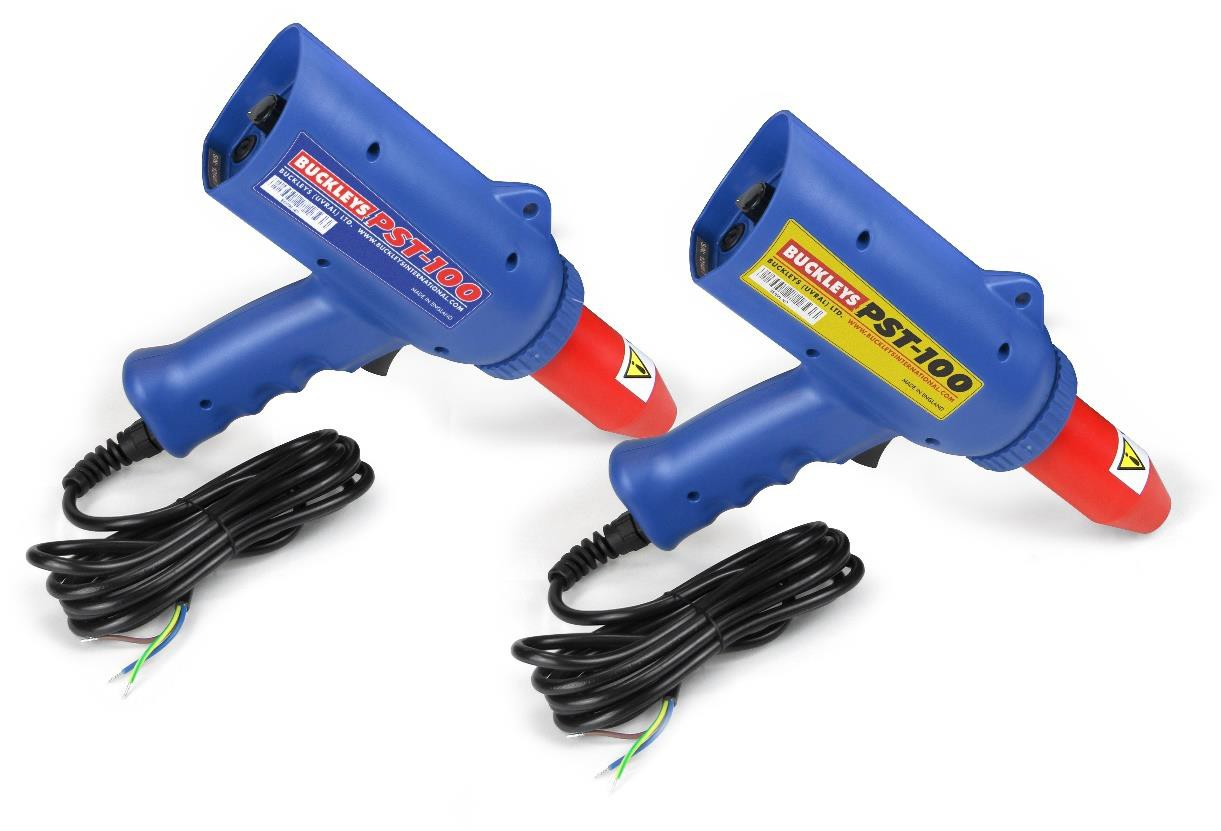 BUCKLEYS
PST-100
BUCKLEYS (UVRAL) LTD. WWW.BUCKLEYSINTERNATIONAL.COM
MADE IN ENGLAND
BUCKLEYS
PST-100
BUCKLEYS (UVRAL) LTD. WWW.BUCKLEYSINTERNATIONAL.COM
MADE IN ENGLAND